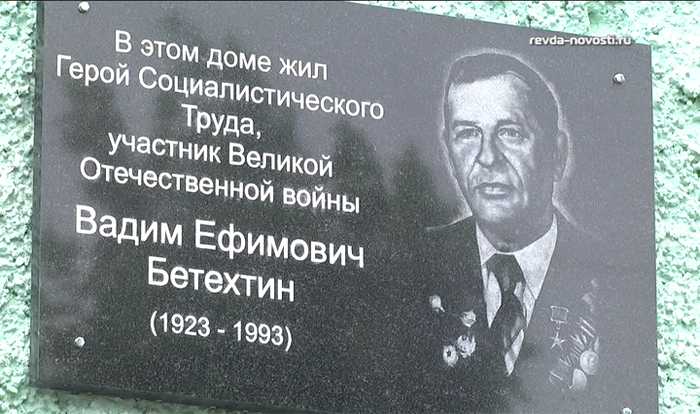 revda-novosti.ru
В этом доме жил
Герой Социалистического
Труда,
участник Великой
Отечественной войны
Вадим Ефимович
Бетехтин
(1923 - 1993)